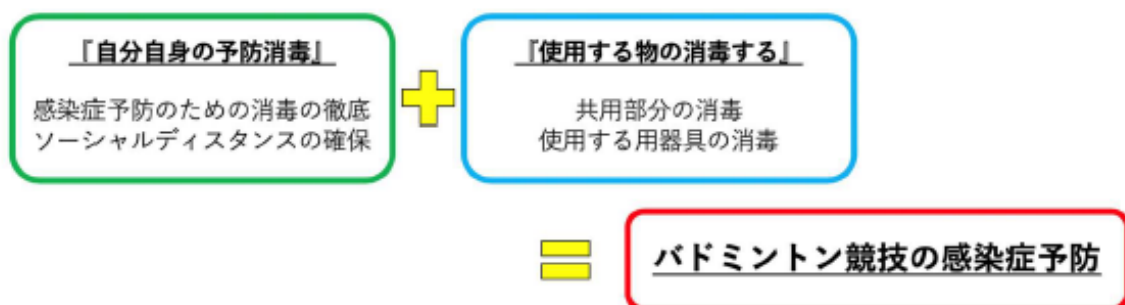 『自分自身の予防消毒』
感染症予防のための消毒の徹底
ソーシャルディスタンスの確保
『使用する物の消毒する』
共用部分の消毒
使用する用器具の消毒
バドミントン競技の感染症予防